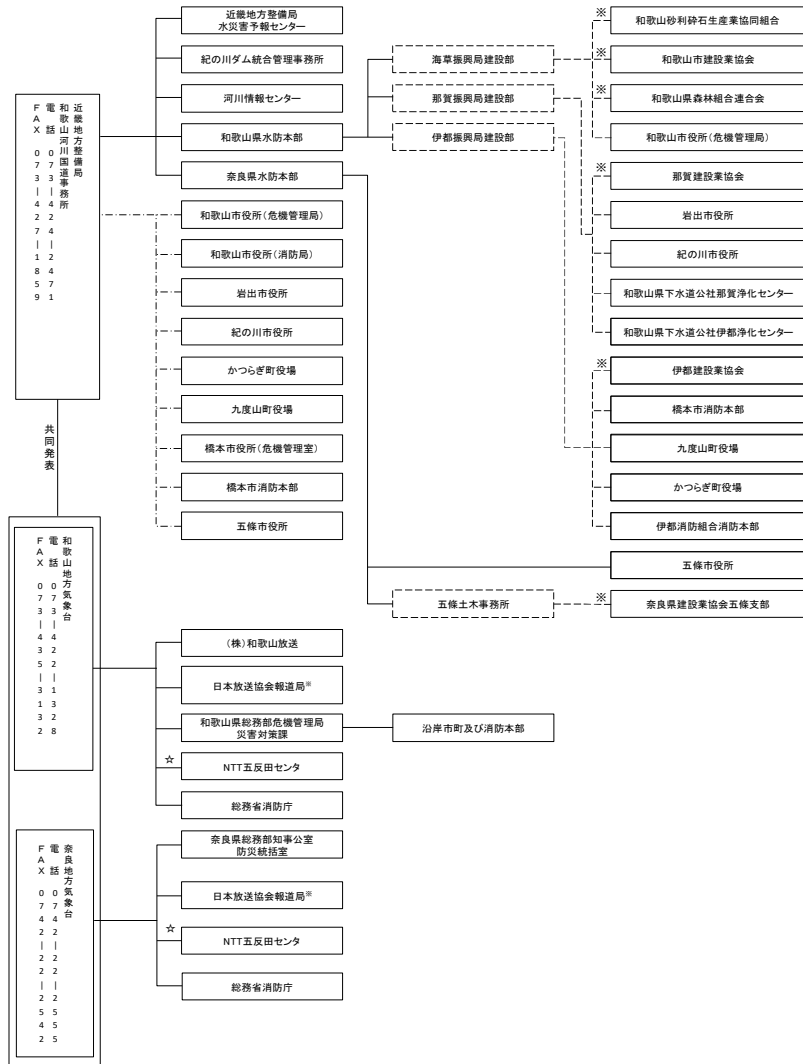 近畿地方整備局
和歌山河川国道事務所
電話 073―424―2471
FAX 073―427―1859
共同発表
和歌山地方気象台
電話 073―422―1328
FAX 073―435―3132
奈良地方気象台
電話 0742―22―2555
FAX 0742―22―2542
近畿地方整備局
水災害予報センター
紀の川ダム統合管理事務所
河川情報センター
和歌山県水防本部
奈良県水防本部
和歌山市役所(危機管理局)
和歌山市役所(消防局)
岩出市役所
紀の川市役所
かつらぎ町役場
九度山町役場
橋本市役所(危機管理室)
橋本市消防本部
五條市役所
(株)和歌山放送
日本放送協会報道局※
和歌山県総務部危機管理局
災害対策課
☆
NTT五反田センタ
総務省消防庁
奈良県総務部知事公室
防災統括室
日本放送協会報道局※
☆
NTT五反田センタ
総務省消防庁
海草振興局建設部
那賀振興局建設部
伊都振興局建設部
五條土木事務所
沿岸市町及び消防本部
※
和歌山砂利砕石生産業協同組合
※
和歌山市建設業協会
※
和歌山県森林組合連合会
和歌山市役所(危機管理局)
※
那賀建設業協会
岩出市役所
紀の川市役所
和歌山県下水道公社那賀浄化センター
和歌山県下水道公社伊都浄化センター
※
伊都建設業協会
橋本市消防本部
九度山町役場
かつらぎ町役場
伊都消防組合消防本部
五條市役所
※
奈良県建設業協会五條支部